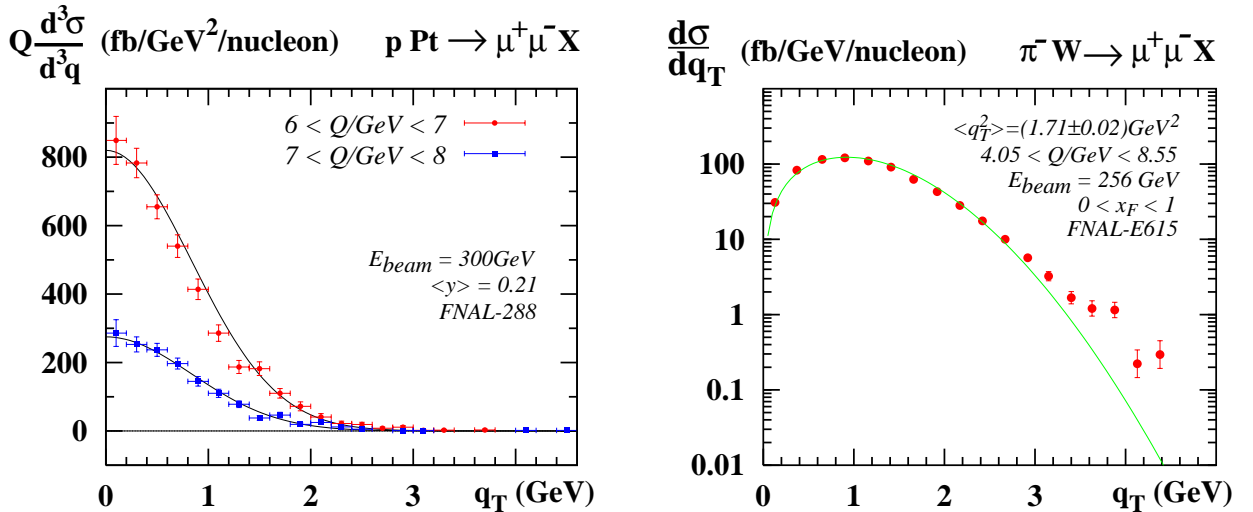 Q d³σ/d³q (fb/GeV²/nucleon) p Pt → μ⁺μ⁻X
6 < Q/GeV < 7
7 < Q/GeV < 8
800
600
E_beam = 300GeV
<y> = 0.21
FNAL-288
400
200
0
0 1 2 3 q_T (GeV)
dσ/dq_T (fb/GeV/nucleon) π⁻ W → μ⁺μ⁻X
<q_T²>=(1.71±0.02)GeV²
4.05 < Q/GeV < 8.55
E_beam = 256 GeV
0 < x_F < 1
FNAL-E615
100
10
1
0.1
0.01
0 1 2 3 q_T (GeV)